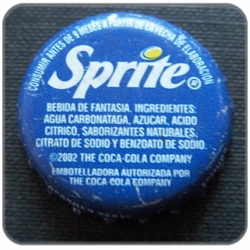 CONSUMIR ANTES DE 9 MESES A PARTIR DE LA FECHA DE ELABORACION
Sprite®
BEBIDA DE FANTASIA. INGREDIENTES:
AGUA CARBONATADA, AZUCAR, ACIDO
CITRICO, SABORIZANTES NATURALES,
CITRATO DE SODIO Y BENZOATO DE SODIO.
©2002 THE COCA-COLA COMPANY
EMBOTELLADORA AUTORIZADA POR
THE COCA-COLA COMPANY